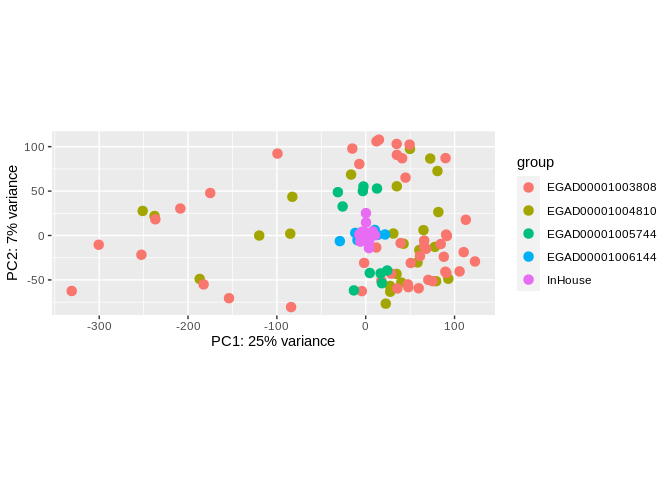 100
50
0
-50
-300
-200
-100
0
100
PC1: 25% variance
PC2: 7% variance
group
EGAD00001003808
EGAD00001004810
EGAD00001005744
EGAD00001006144
InHouse